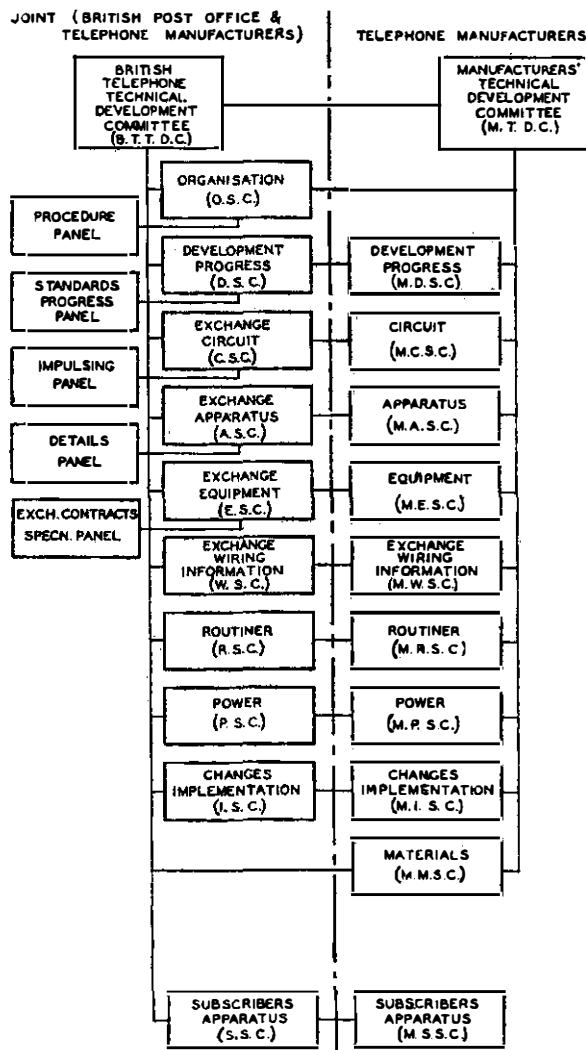 JOINT (BRITISH POST OFFICE &
TELEPHONE MANUFACTURERS)
TELEPHONE MANUFACTURERS
BRITISH
TELEPHONE
TECHNICAL.
DEVELOPMENT
COMMITTEE
(B.T.T.D.C.)
MANUFACTURERS'
TECHNICAL
DEVELOPMENT
COMMITTEE
(M.T.D.C.)
ORGANISATION
(O.S.C.)
PROCEDURE
PANEL
DEVELOPMENT
PROGRESS
(D.S.C.)
DEVELOPMENT
PROGRESS
(M.D.S.C)
STANDARDS
PROGRESS
PANEL
EXCHANGE
CIRCUIT
(C.S.C.)
CIRCUIT
(M.C.S.C.)
IMPULSING
PANEL
EXCHANGE
APPARATUS
(A.S.C.)
APPARATUS
(M.A.S.C.)
DETAILS
PANEL
EXCHANGE
EQUIPMENT
(E.S.C.)
EQUIPMENT
(M.E.S.C.)
EXCH. CONTRACTS
SPECN. PANEL
EXCHANGE
WIRING
INFORMATION
(W.S.C.)
EXCHANGE
WIRING
INFORMATION
(M.W.S.C.)
ROUTINER
(R.S.C.)
ROUTINER
(M.R.S.C)
POWER
(P.S.C.)
POWER
(M.P.S.C.)
CHANGES
IMPLEMENTATION
(I.S.C.)
CHANGES
IMPLEMENTATION
(M.I.S.C.)
MATERIALS
(M.M.S.C.)
SUBSCRIBERS
APPARATUS
(S.S.C.)
SUBSCRIBERS
APPARATUS
(M.S.S.C.)